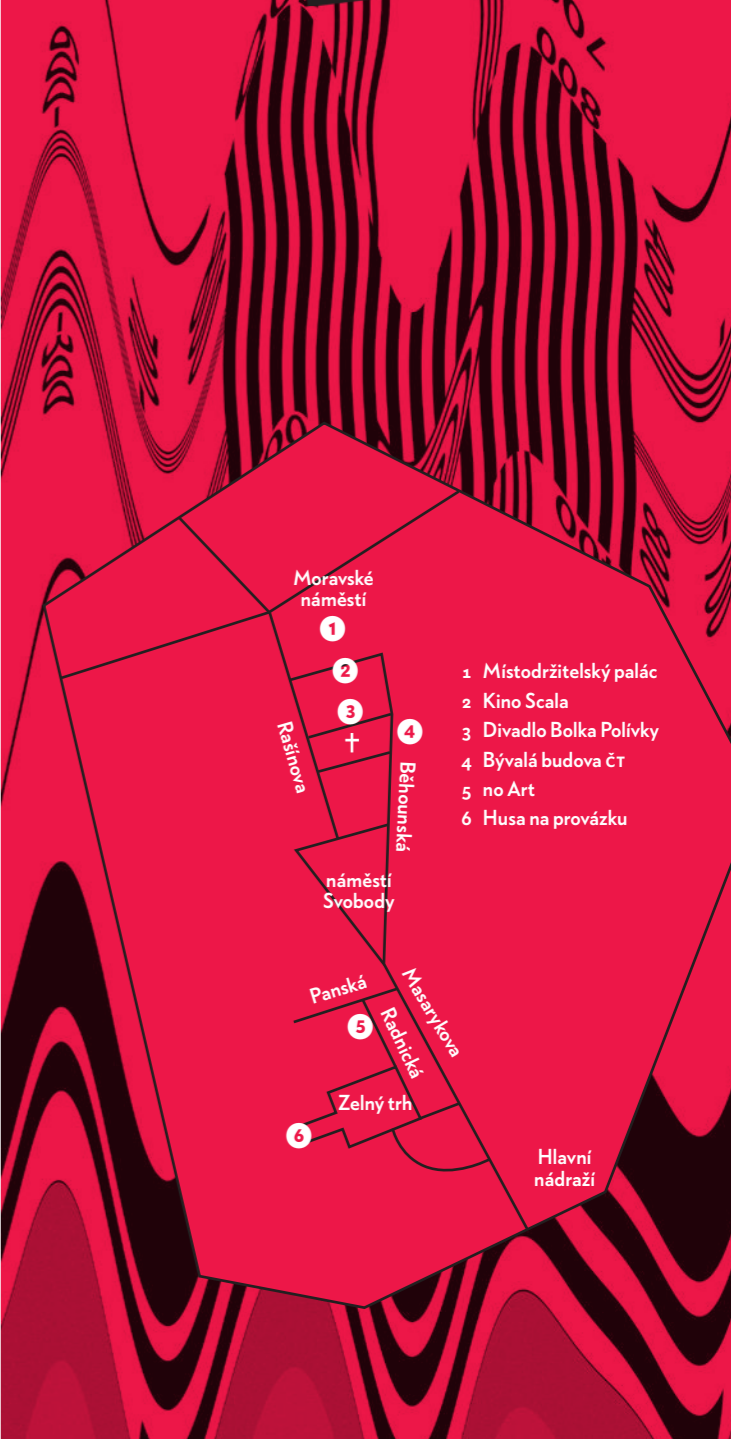 Moravské
náměstí
1
2
3
4
Rašínova
Běhounská
1 Místodržitelský palác
2 Kino Scala
3 Divadlo Bolka Polívky
4 Bývalá budova ČT
5 no Art
6 Husa na provázku
náměstí
Svobody
Panská
Masarykova
5
Radnická
Zelný trh
6
Hlavní
nádraží